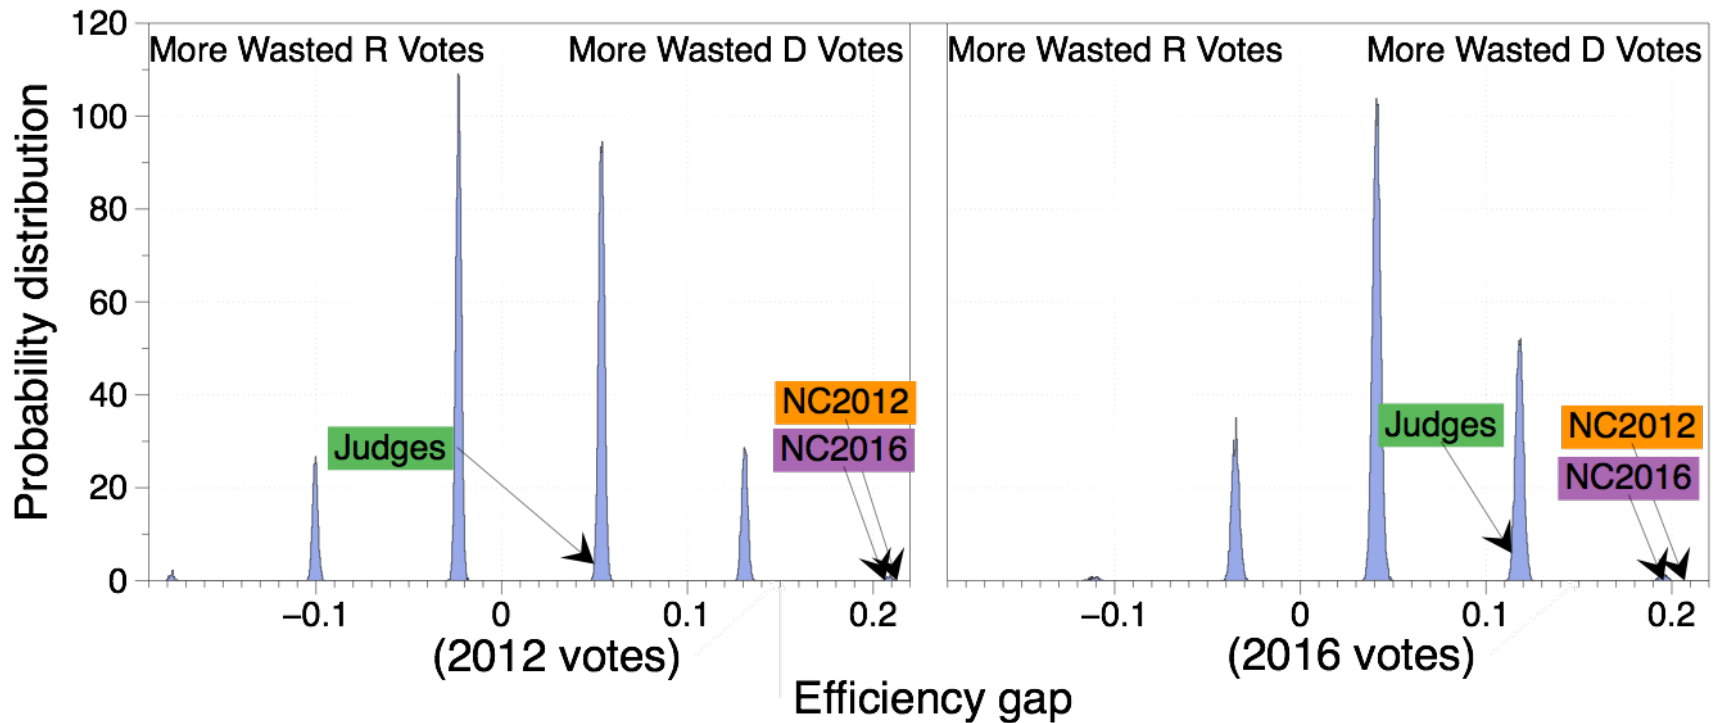 120
100
80
60
40
20
0
Probability distribution
More Wasted R Votes More Wasted D Votes
Judges
NC2012
NC2016
−0.1 0 0.1 0.2
(2012 votes)
More Wasted R Votes More Wasted D Votes
Judges
NC2012
NC2016
−0.1 0 0.1 0.2
(2016 votes)
Efficiency gap